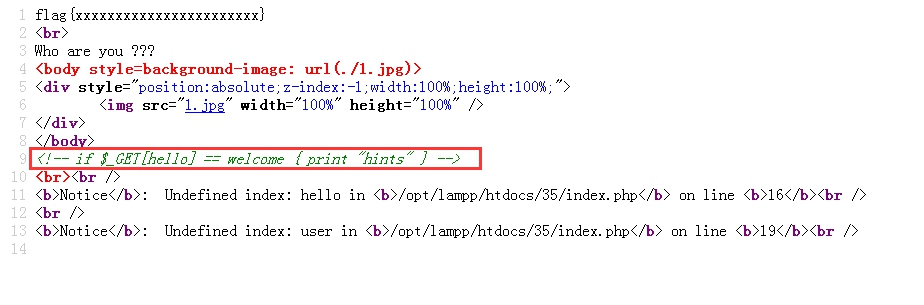 1 flag{xxxxxxxxxxxxxxxxxxxxxxxx}
2 <br>
3 Who are you ???
4 <body style=background-image: url(./1.jpg)>
5 <div style="position:absolute;z-index:-1;width:100%;height:100%;">
6 <img src="1.jpg" width="100%" height="100%" />
7 </div>
8 </body>
9 <!-- if $_GET[hello] == welcome { print "hints" } -->
10 <br><br />
11 <b>Notice</b>:  Undefined index: hello in <b>/opt/lampp/htdocs/35/index.php</b> on line <b>16</b><br />
12 <br />
13 <b>Notice</b>:  Undefined index: user in <b>/opt/lampp/htdocs/35/index.php</b> on line <b>19</b><br />
14